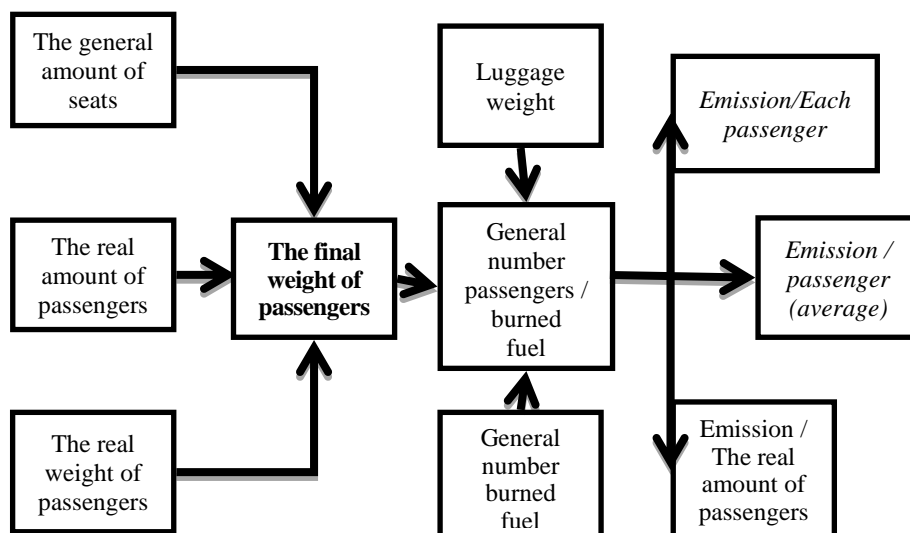 The general
amount of
seats
The real
amount of
passengers
The real
weight of
passengers
The final
weight of
passengers
Luggage
weight
General
number
passengers /
burned
fuel
General
number
burned
fuel
Emission/Each
passenger
Emission /
passenger
(average)
Emission /
The real
amount of
passengers